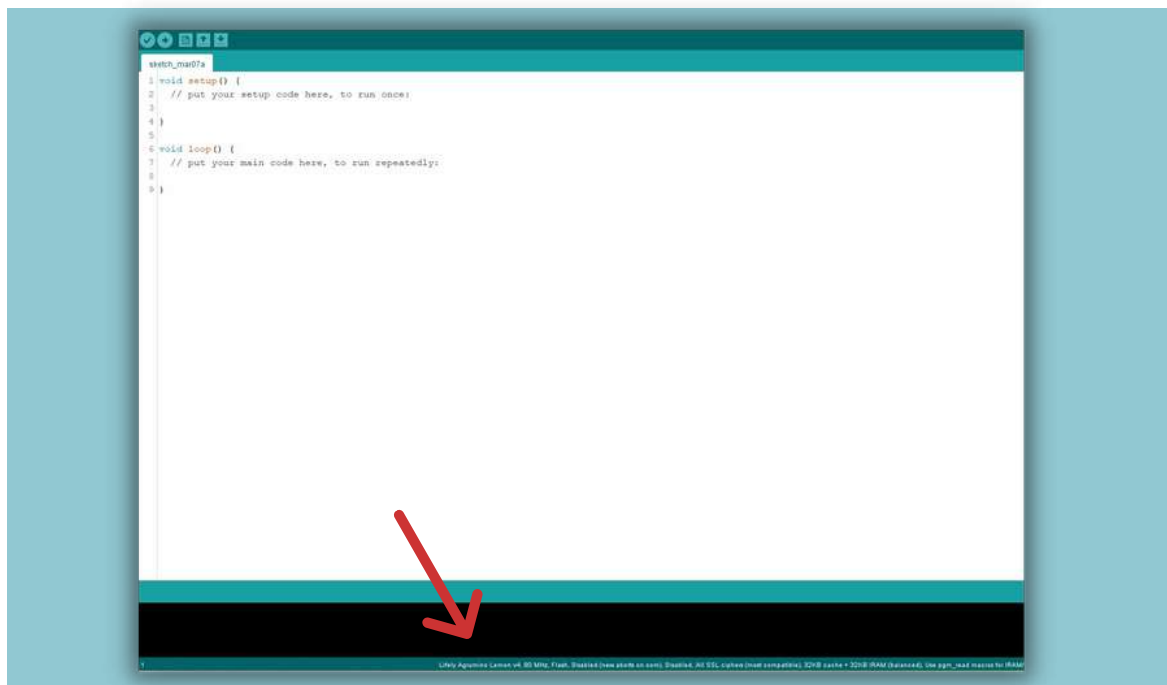 sketch_mar07a
1 void setup() {
2 // put your setup code here, to run once:
3
4 }
5
6 void loop() {
7 // put your main code here, to run repeatedly:
8
9 }
1
Lifely Agrumino Lemon v4, 80 MHz, Flash, Disabled (new aborts on oom), Disabled, All SSL ciphers (most compatible), 32KB cache + 32KB IRAM (balanced), Use pgm_read macros for IRAM/